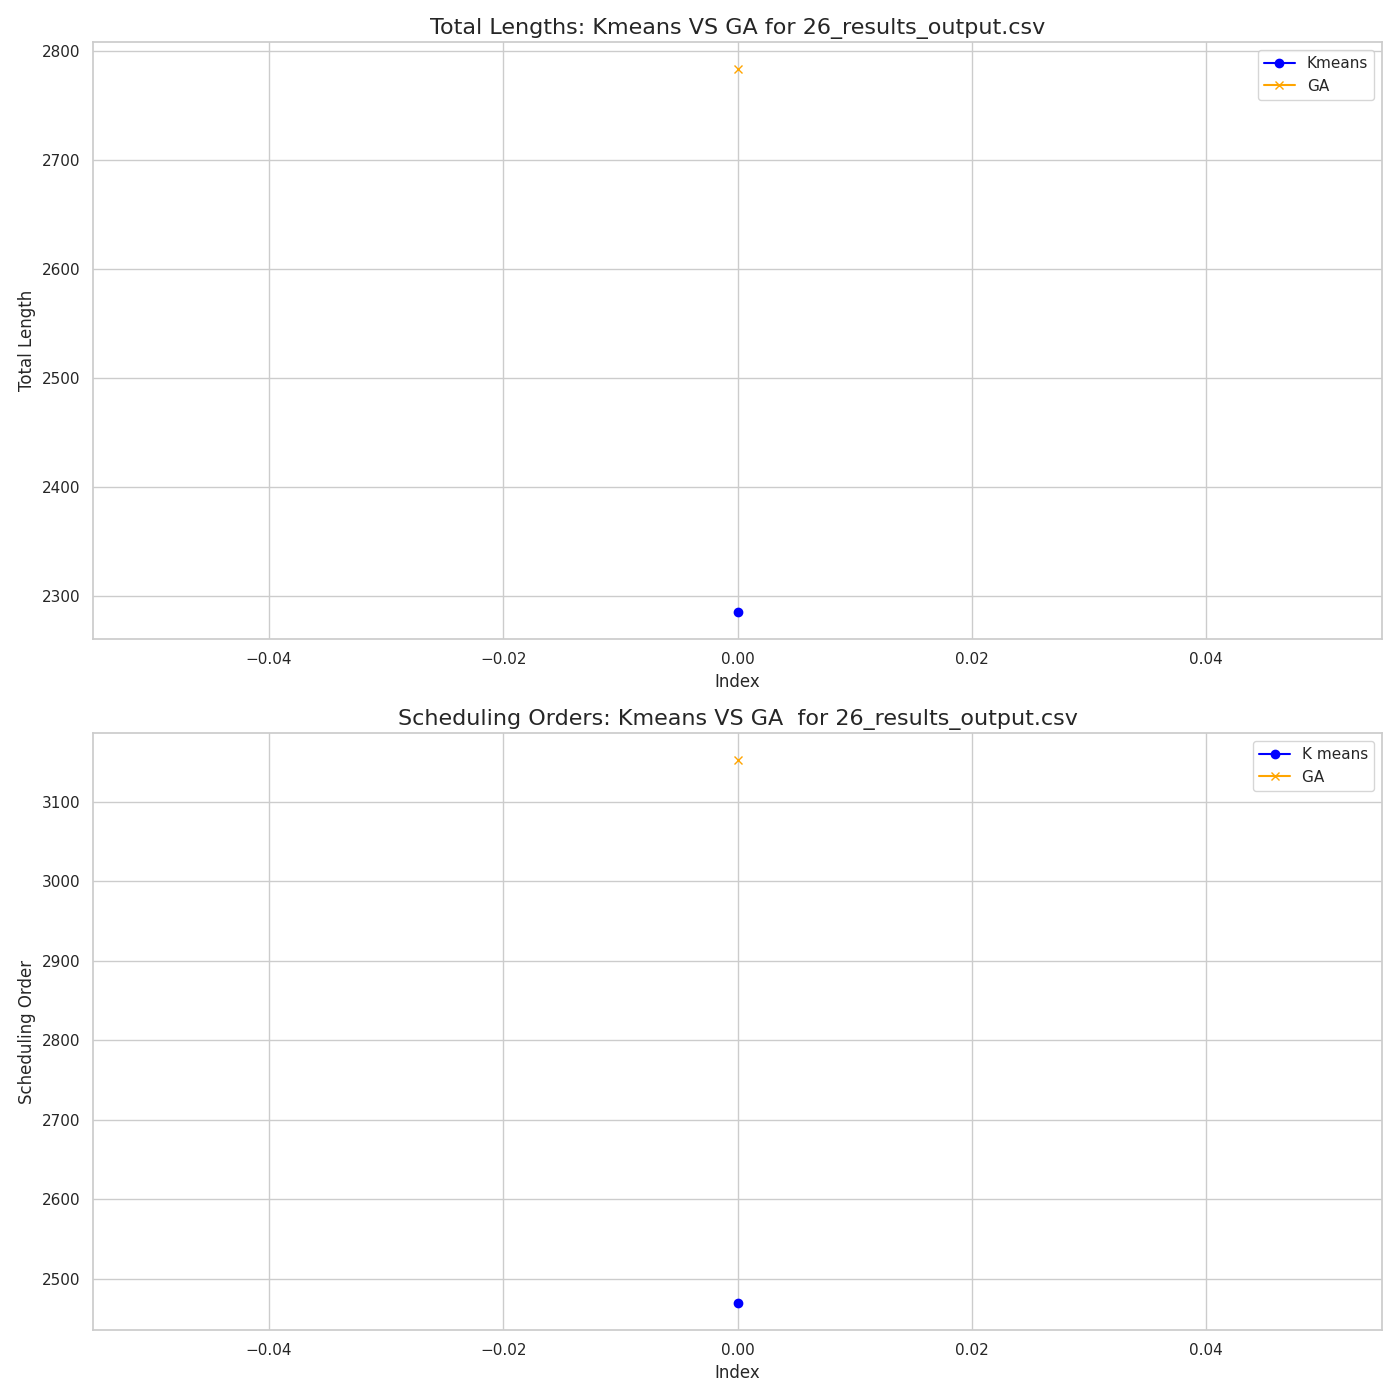 Total Lengths: Kmeans VS GA for 26_results_output.csv
2800
2700
2600
2500
2400
2300
Total Length
Kmeans
GA
−0.04
−0.02
0.00
0.02
0.04
Index
Scheduling Orders: Kmeans VS GA  for 26_results_output.csv
3100
3000
2900
2800
2700
2600
2500
Scheduling Order
K means
GA
−0.04
−0.02
0.00
0.02
0.04
Index